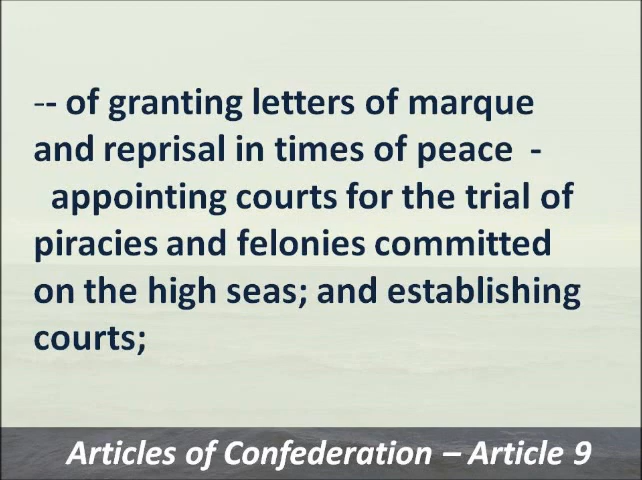 -- of granting letters of marque
and reprisal in times of peace -
appointing courts for the trial of
piracies and felonies committed
on the high seas; and establishing
courts;
Articles of Confederation – Article 9